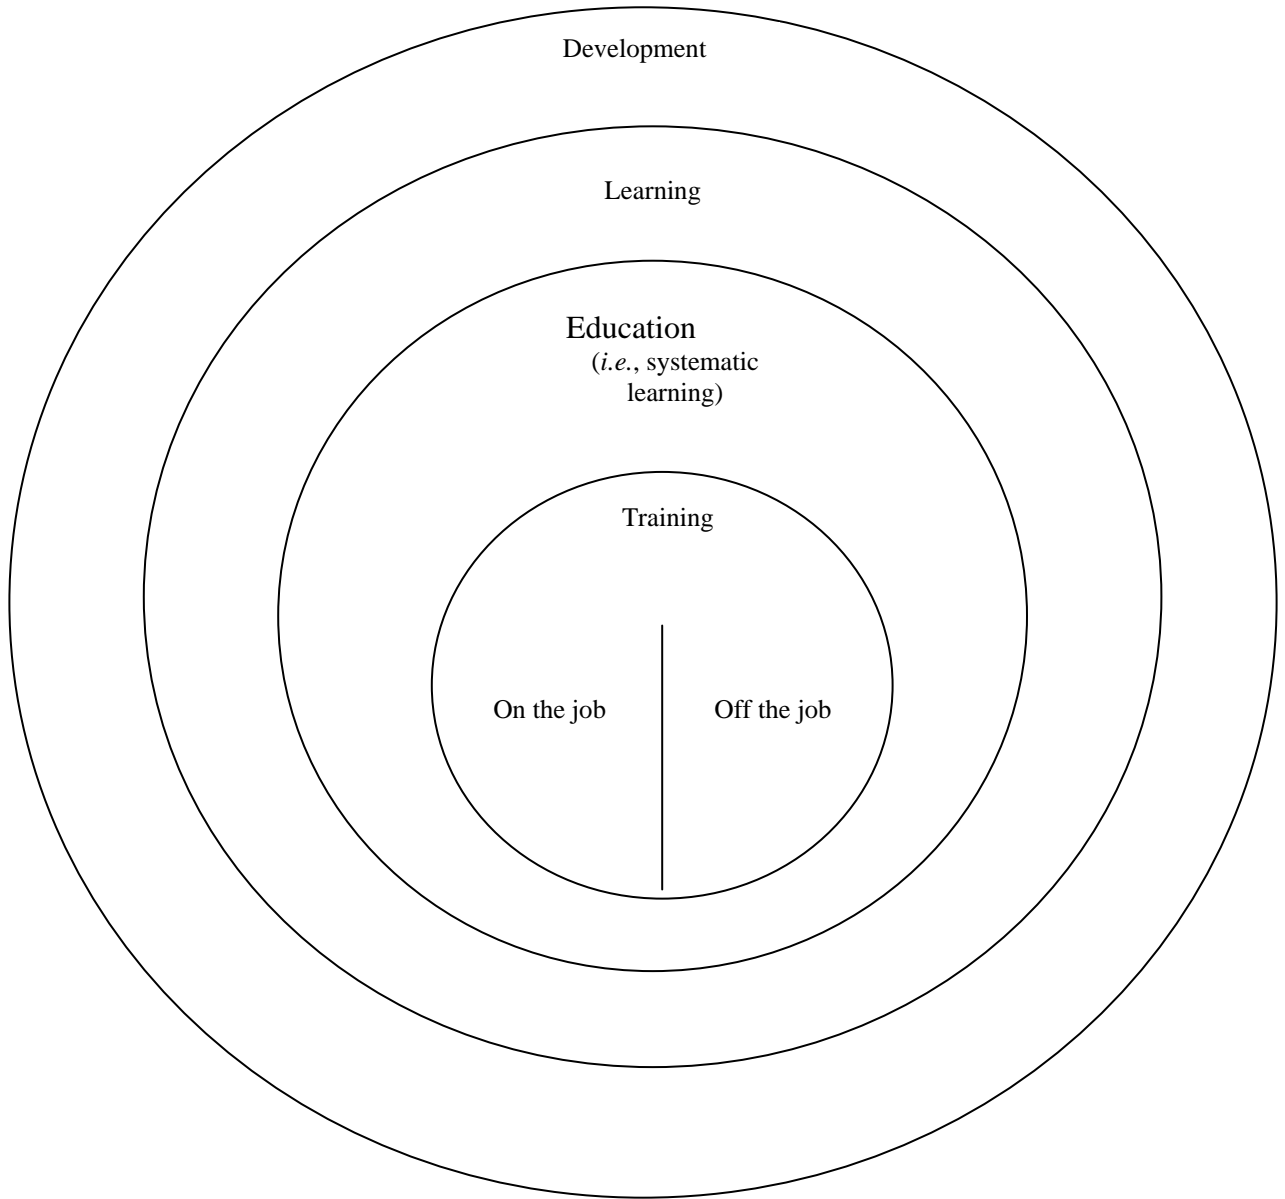 Development
Learning
Education
(i.e., systematic
learning)
Training
On the job
Off the job